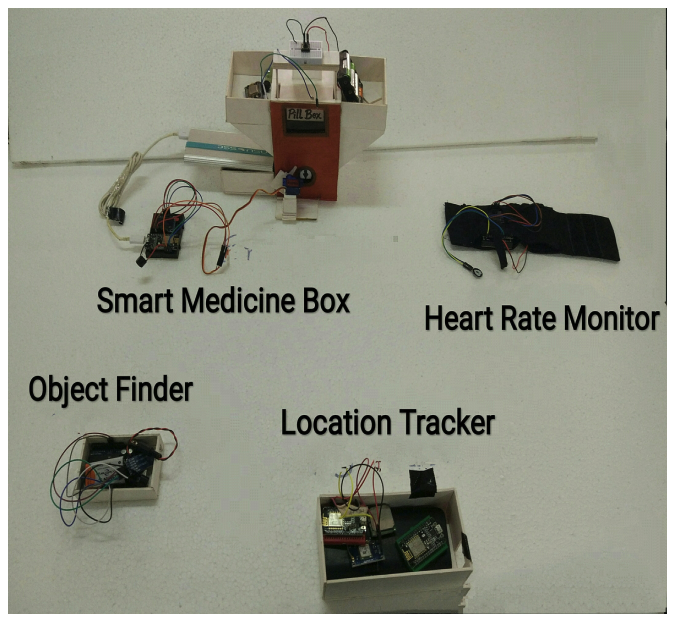 Pill Box
Smart Medicine Box
Heart Rate Monitor
Object Finder
Location Tracker